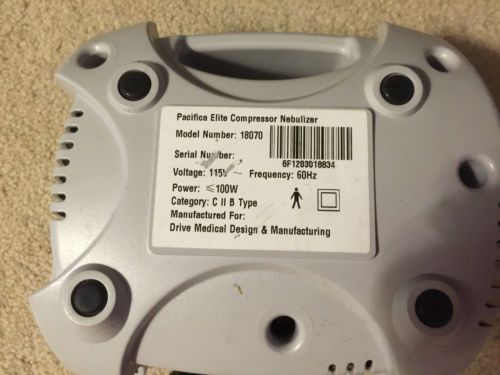 Pacifica Elite Compressor Nebulizer
Model Number: 18070
Serial Number:
6F1203018834
Voltage: 115V ~ Frequency: 60Hz
Power: ≤100W
Category: C II B Type
Manufactured For:
Drive Medical Design & Manufacturing